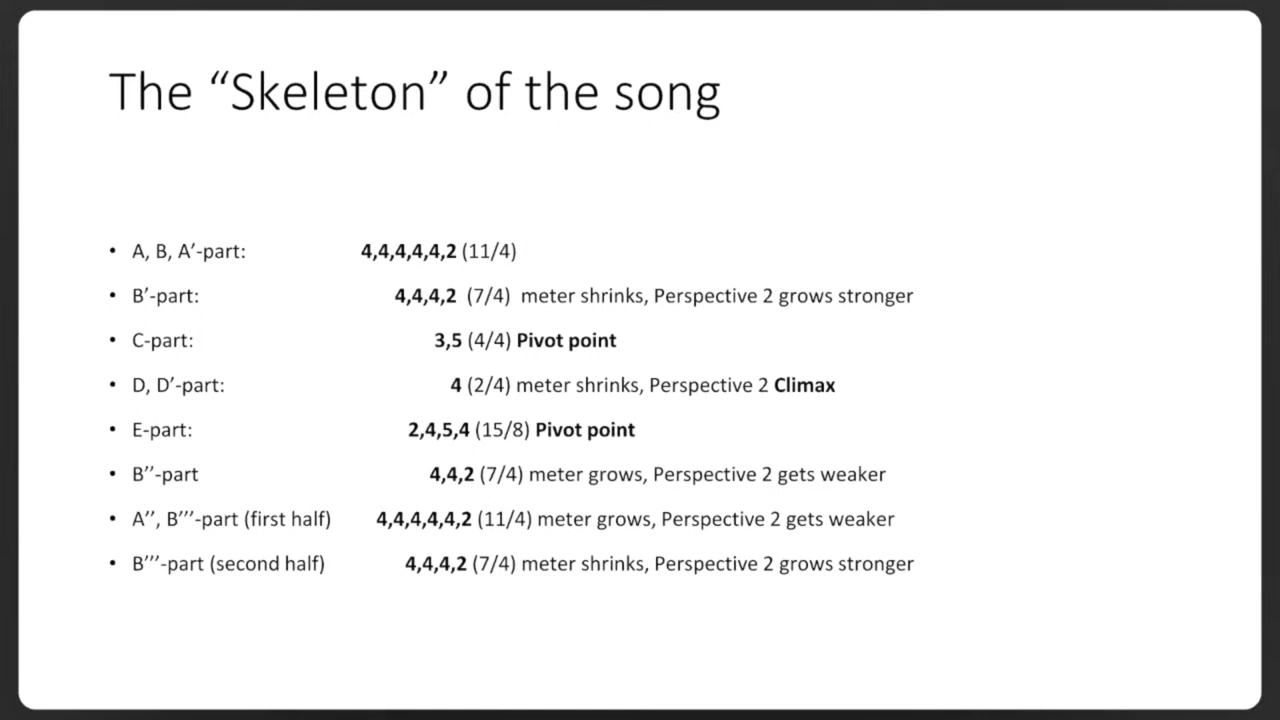 The “Skeleton” of the song
• A, B, A’-part: 4,4,4,4,4,2 (11/4)
• B’-part: 4,4,4,2 (7/4) meter shrinks, Perspective 2 grows stronger
• C-part: 3,5 (4/4) Pivot point
• D, D’-part: 4 (2/4) meter shrinks, Perspective 2 Climax
• E-part: 2,4,5,4 (15/8) Pivot point
• B’’-part 4,4,2 (7/4) meter grows, Perspective 2 gets weaker
• A’’, B’’’-part (first half) 4,4,4,4,4,2 (11/4) meter grows, Perspective 2 gets weaker
• B’’’-part (second half) 4,4,4,2 (7/4) meter shrinks, Perspective 2 grows stronger